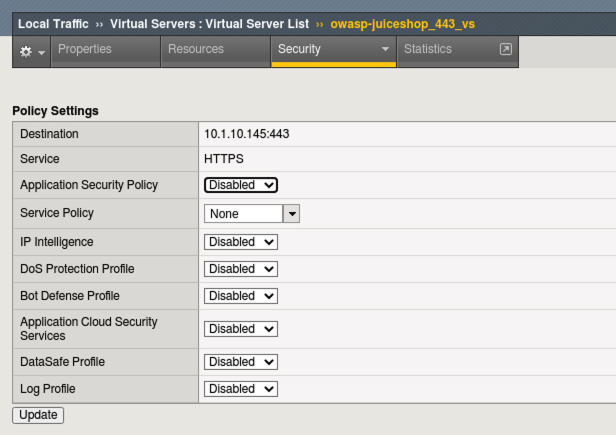 Local Traffic ›› Virtual Servers : Virtual Server List ›› owasp-juiceshop_443_vs
Properties Resources Security Statistics
Policy Settings
Destination 10.1.10.145:443
Service HTTPS
Application Security Policy Disabled
Service Policy None
IP Intelligence Disabled
DoS Protection Profile Disabled
Bot Defense Profile Disabled
Application Cloud Security
Services Disabled
DataSafe Profile Disabled
Log Profile Disabled
Update